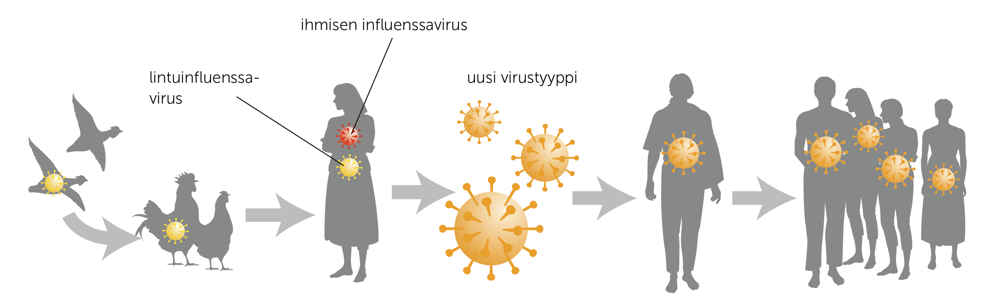 ihmisen influenssavirus
lintuinfluenssa-
virus
uusi virustyyppi